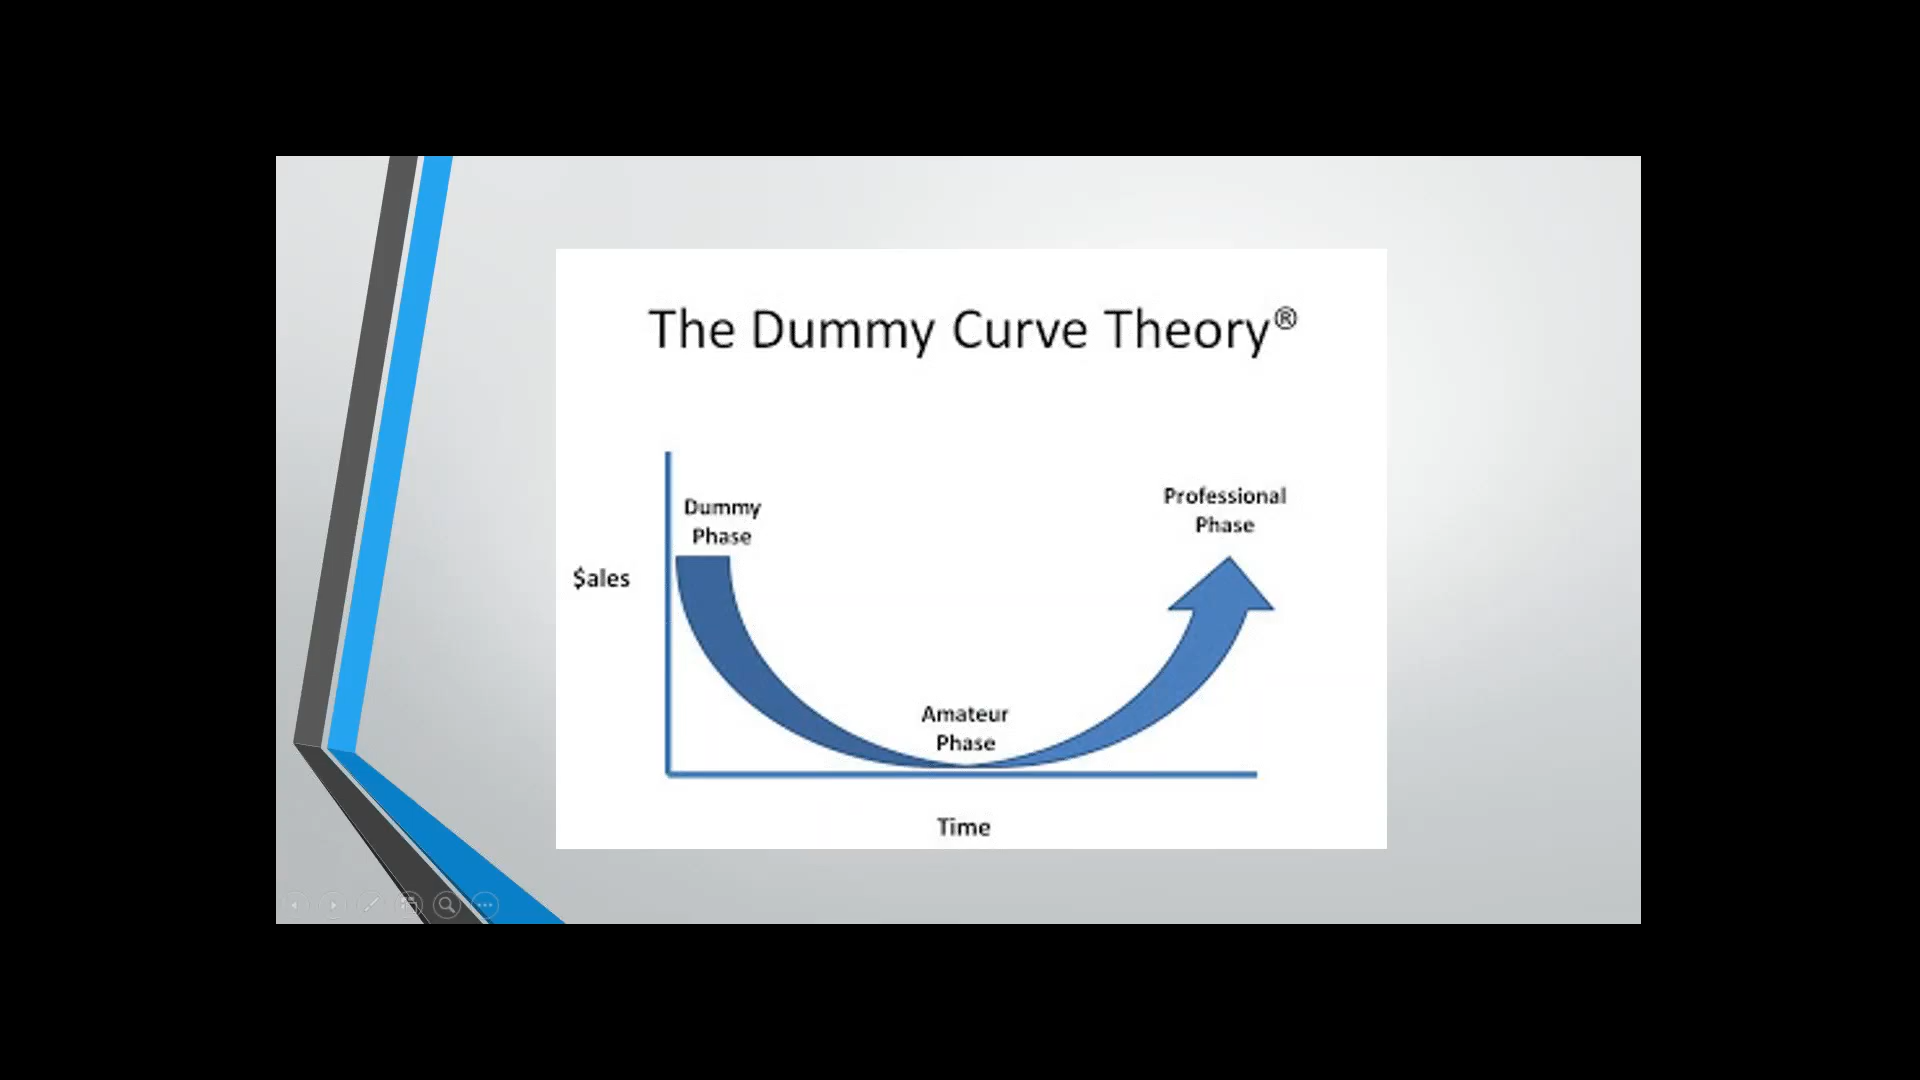 The Dummy Curve Theory®
Dummy
Phase
Professional
Phase
$ales
Amateur
Phase
Time